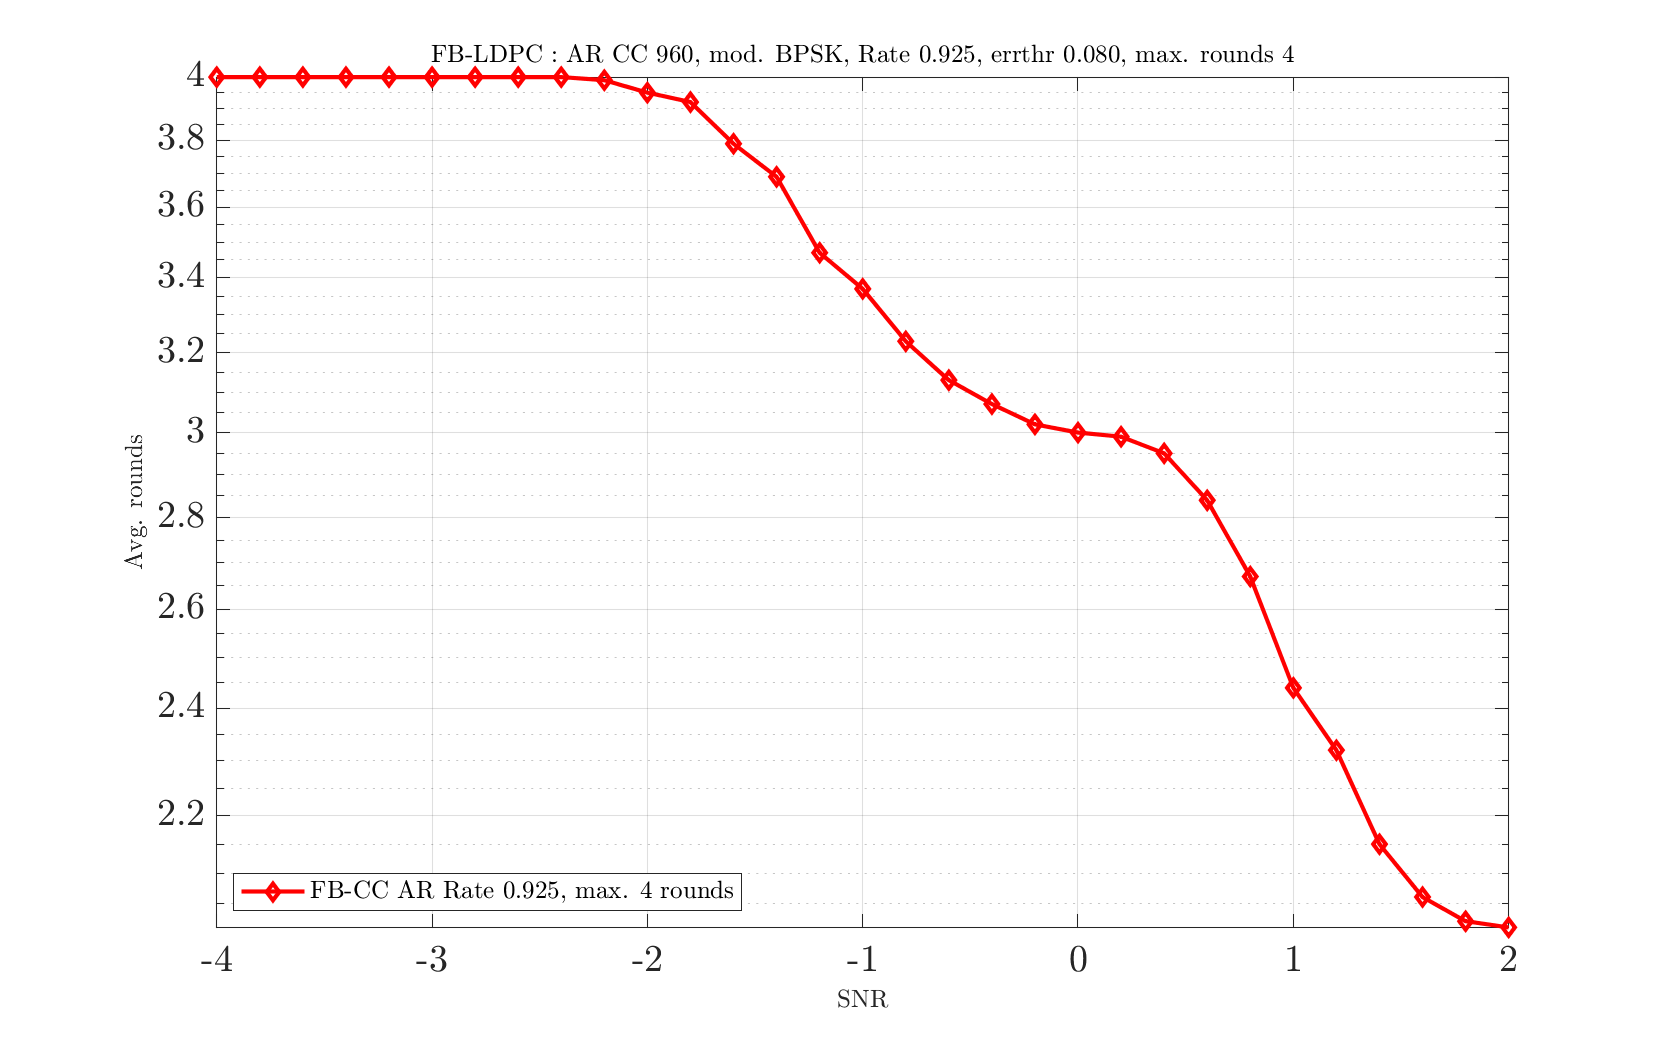 FB-LDPC : AR CC 960, mod. BPSK, Rate 0.925, errthr 0.080, max. rounds 4
4
3.8
3.6
3.4
3.2
3
2.8
2.6
2.4
2.2
Avg. rounds
FB-CC AR Rate 0.925, max. 4 rounds
-4 -3 -2 -1 0 1 2
SNR